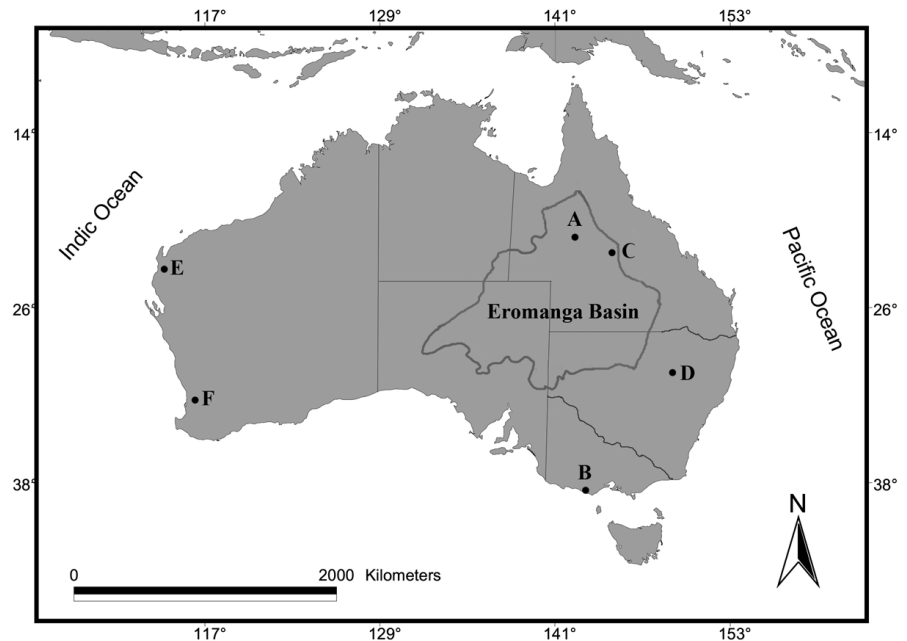 117° 129° 141° 153°
14° 14°
Indic Ocean
Pacific Ocean
A
C
E
26° 26°
Eromanga Basin
D
F
B
38° 38°
N
0 2000 Kilometers
117° 129° 141° 153°